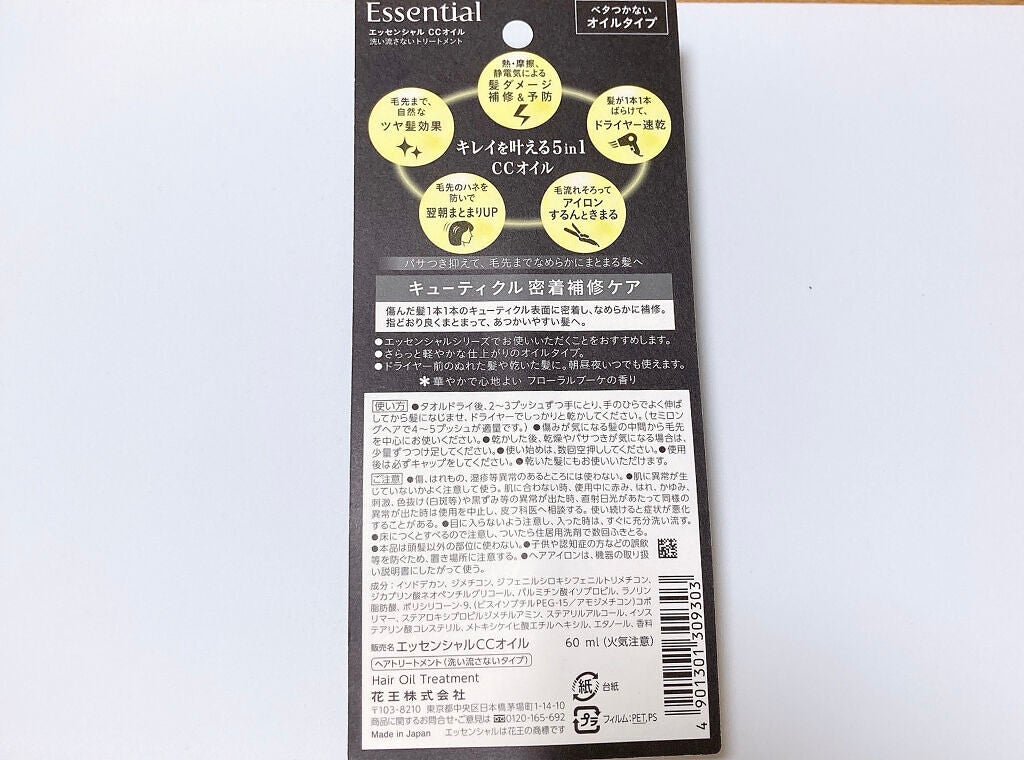 Essential
エッセンシャル CCオイル
洗い流さないトリートメント
ベタつかない
オイルタイプ
熱・摩擦、
静電気による
髪ダメージ
補修&予防
毛先まで、
自然な
ツヤ髪効果
髪が1本1本
ばらけて、
ドライヤー速乾
キレイを叶える5in1
CCオイル
毛先のハネを
防いで
翌朝まとまりUP
毛流れそろって
アイロン
するんときまる
パサつき抑えて、毛先までなめらかにまとまる髪へ
キューティクル 密着補修ケア
傷んだ髪1本1本のキューティクル表面に密着し、なめらかに補修。
指どおり良くまとまって、あつかいやすい髪へ。
●エッセンシャルシリーズでお使いいただくことをおすすめします。
●さらっと軽やかな仕上がりのオイルタイプ。
●ドライヤー前のぬれた髪や乾いた髪に。朝昼夜いつでも使えます。
＊華やかで心地よい フローラルブーケの香り
使い方 ●タオルドライ後、2〜3プッシュずつ手にとり、手のひらでよく伸ば
してから髪になじませ、ドライヤーでしっかりと乾かしてください。(セミロン
グヘアで4〜5プッシュが適量です。) ●傷みが気になる髪の中間から毛先
を中心にお使いください。●乾かした後、乾燥やパサつきが気になる場合は、
少量ずつつけ足してください。●使い始めは、数回空押ししてください。●使用
後は必ずキャップをしてください。●乾いた髪にもお使いいただけます。
ご注意 ●傷、はれもの、湿疹等異常のあるところには使わない。●肌に異常が生
じていないかよく注意して使う。肌に合わない時、使用中に赤み、はれ、かゆみ、
刺激、色抜け(白斑等)や黒ずみ等の異常が出た時、直射日光があたって同様の
異常が出た時は使用を中止し、皮フ科医へ相談する。使い続けると症状が悪化
することがある。●目に入らないよう注意し、入った時は、すぐに充分洗い流す。
●床につくとすべるので注意し、ついたら住居用洗剤で数回ふきとる。
●本品は頭髪以外の部位に使わない。●子供や認知症の方などの誤飲
等を防ぐため、置き場所に注意する。●ヘアアイロンは、機器の取り扱
い説明書にしたがって使う。
成分：イソドデカン、ジメチコン、ジフェニルシロキシフェニルトリメチコン、
ジカプリン酸ネオペンチルグリコール、パルミチン酸イソプロピル、ラノリン
脂肪酸、ポリシリコーン-9、(ビスイソブチルPEG-15／アモジメチコン)コポ
リマー、ステアロキシプロピルジメチルアミン、ステアリルアルコール、イソス
テアリン酸コレステリル、メトキシケイヒ酸エチルヘキシル、エタノール、香料
販売名 エッセンシャルCCオイル 60 ml (火気注意)
ヘアトリートメント(洗い流さないタイプ)
Hair Oil Treatment
花王株式会社
〒103-8210 東京都中央区日本橋茅場町1-14-10
商品に関するお問合せ・ご意見は 0120-165-692
Made in Japan エッセンシャルは花王の商標です
紙 台紙
プラ フィルム：PET,PS
4 901301 309303